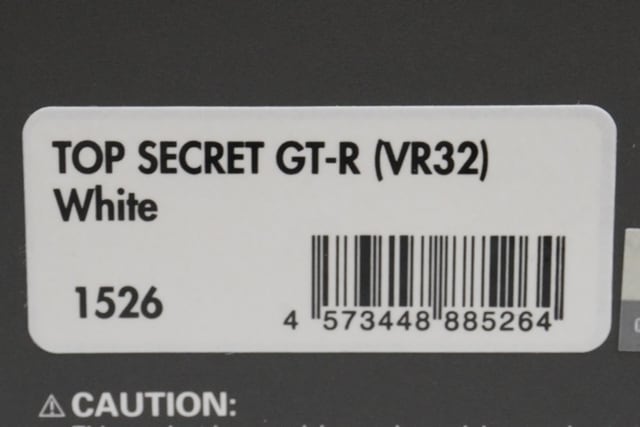 TOP SECRET GT-R (VR32)
White
1526
4 573448 885264
⚠CAUTION: